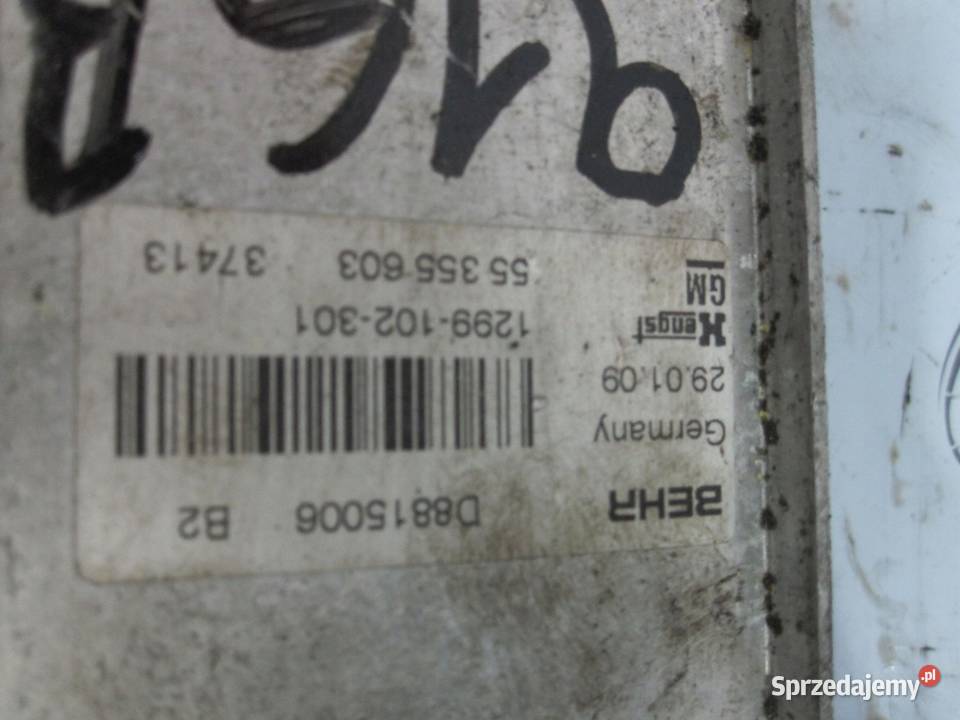 BEHR D8815006 B2
Germany
29.01.09
Hengst 1299-102-301
GM 55 355 603 37413
Sprzedajemy.pl